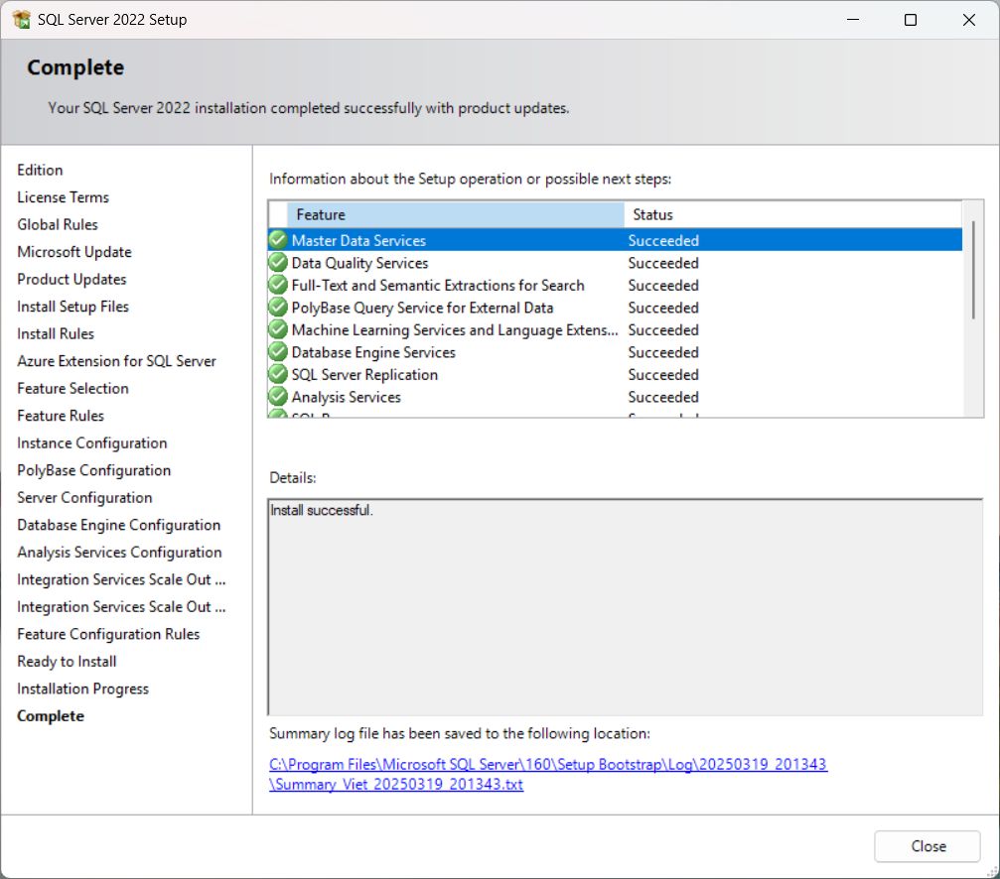 SQL Server 2022 Setup
Complete
Your SQL Server 2022 installation completed successfully with product updates.
Edition
License Terms
Global Rules
Microsoft Update
Product Updates
Install Setup Files
Install Rules
Azure Extension for SQL Server
Feature Selection
Feature Rules
Instance Configuration
PolyBase Configuration
Server Configuration
Database Engine Configuration
Analysis Services Configuration
Integration Services Scale Out ...
Integration Services Scale Out ...
Feature Configuration Rules
Ready to Install
Installation Progress
Complete
Information about the Setup operation or possible next steps:
Feature Status
Master Data Services Succeeded
Data Quality Services Succeeded
Full-Text and Semantic Extractions for Search Succeeded
PolyBase Query Service for External Data Succeeded
Machine Learning Services and Language Extens... Succeeded
Database Engine Services Succeeded
SQL Server Replication Succeeded
Analysis Services Succeeded
Details:
Install successful.
Summary log file has been saved to the following location:
C:\Program Files\Microsoft SQL Server\160\Setup Bootstrap\Log\20250319_201343
\Summary_Viet_20250319_201343.txt
Close